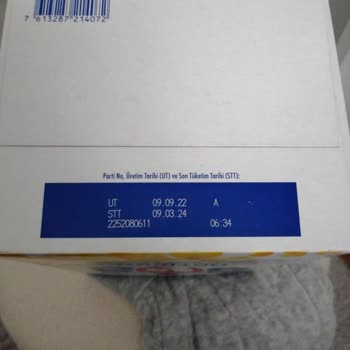 7 613287 214072
Parti No, Üretim Tarihi (UT) ve Son Tüketim Tarihi (STT):
UT 09.09.22 A
STT 09.03.24
2252080611 06:34